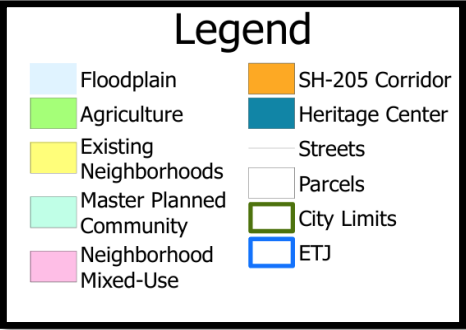 Legend
Floodplain
Agriculture
Existing
Neighborhoods
Master Planned
Community
Neighborhood
Mixed-Use
SH-205 Corridor
Heritage Center
Streets
Parcels
City Limits
ETJ